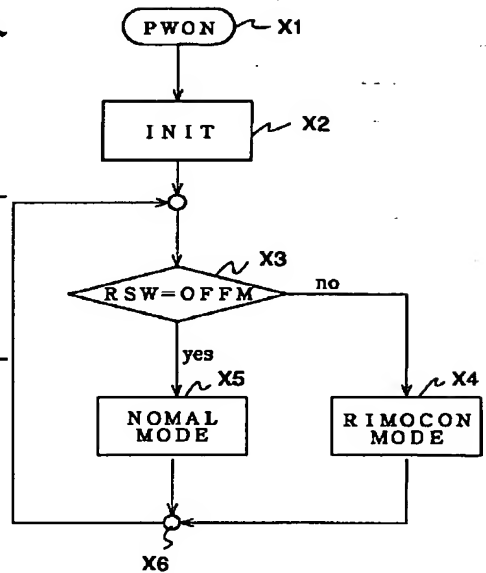 PWON
X1
INIT
X2
X3
RSW=OFFM
no
yes
X5
X4
NOMAL
MODE
RIMOCON
MODE
X6